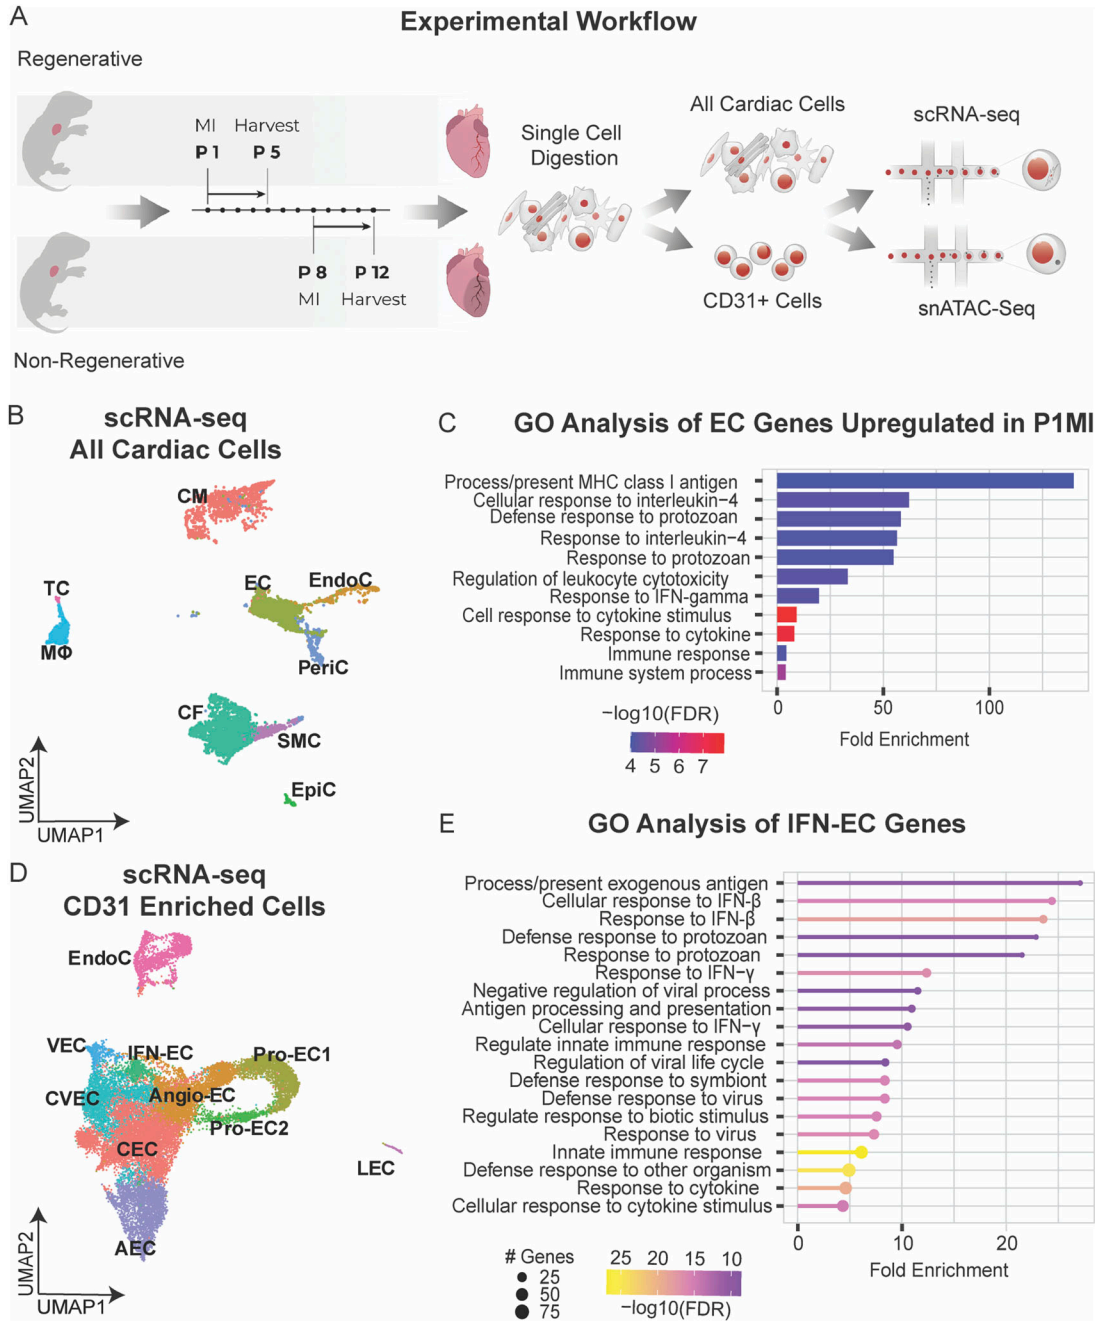 A
Experimental Workflow
Regenerative
MI Harvest
P 1 P 5
P 8 P 12
MI Harvest
Non-Regenerative
Single Cell
Digestion
All Cardiac Cells
CD31+ Cells
scRNA-seq
snATAC-Seq
B
scRNA-seq
All Cardiac Cells
CM
TC
MΦ
EC
EndoC
PeriC
CF
SMC
EpiC
UMAP2
UMAP1
C
GO Analysis of EC Genes Upregulated in P1MI
Process/present MHC class I antigen
Cellular response to interleukin−4
Defense response to protozoan
Response to interleukin−4
Response to protozoan
Regulation of leukocyte cytotoxicity
Response to IFN-gamma
Cell response to cytokine stimulus
Response to cytokine
Immune response
Immune system process
0 50 100
Fold Enrichment
−log10(FDR)
4 5 6 7
D
scRNA-seq
CD31 Enriched Cells
EndoC
VEC
IFN-EC
Pro-EC1
CVEC
Angio-EC
Pro-EC2
CEC
LEC
AEC
UMAP2
UMAP1
E
GO Analysis of IFN-EC Genes
Process/present exogenous antigen
Cellular response to IFN-β
Response to IFN-β
Defense response to protozoan
Response to protozoan
Response to IFN−γ
Negative regulation of viral process
Antigen processing and presentation
Cellular response to IFN−γ
Regulate innate immune response
Regulation of viral life cycle
Defense response to symbiont
Defense response to virus
Regulate response to biotic stimulus
Response to virus
Innate immune response
Defense response to other organism
Response to cytokine
Cellular response to cytokine stimulus
0 10 20
Fold Enrichment
# Genes
25
50
75
25 20 15 10
−log10(FDR)